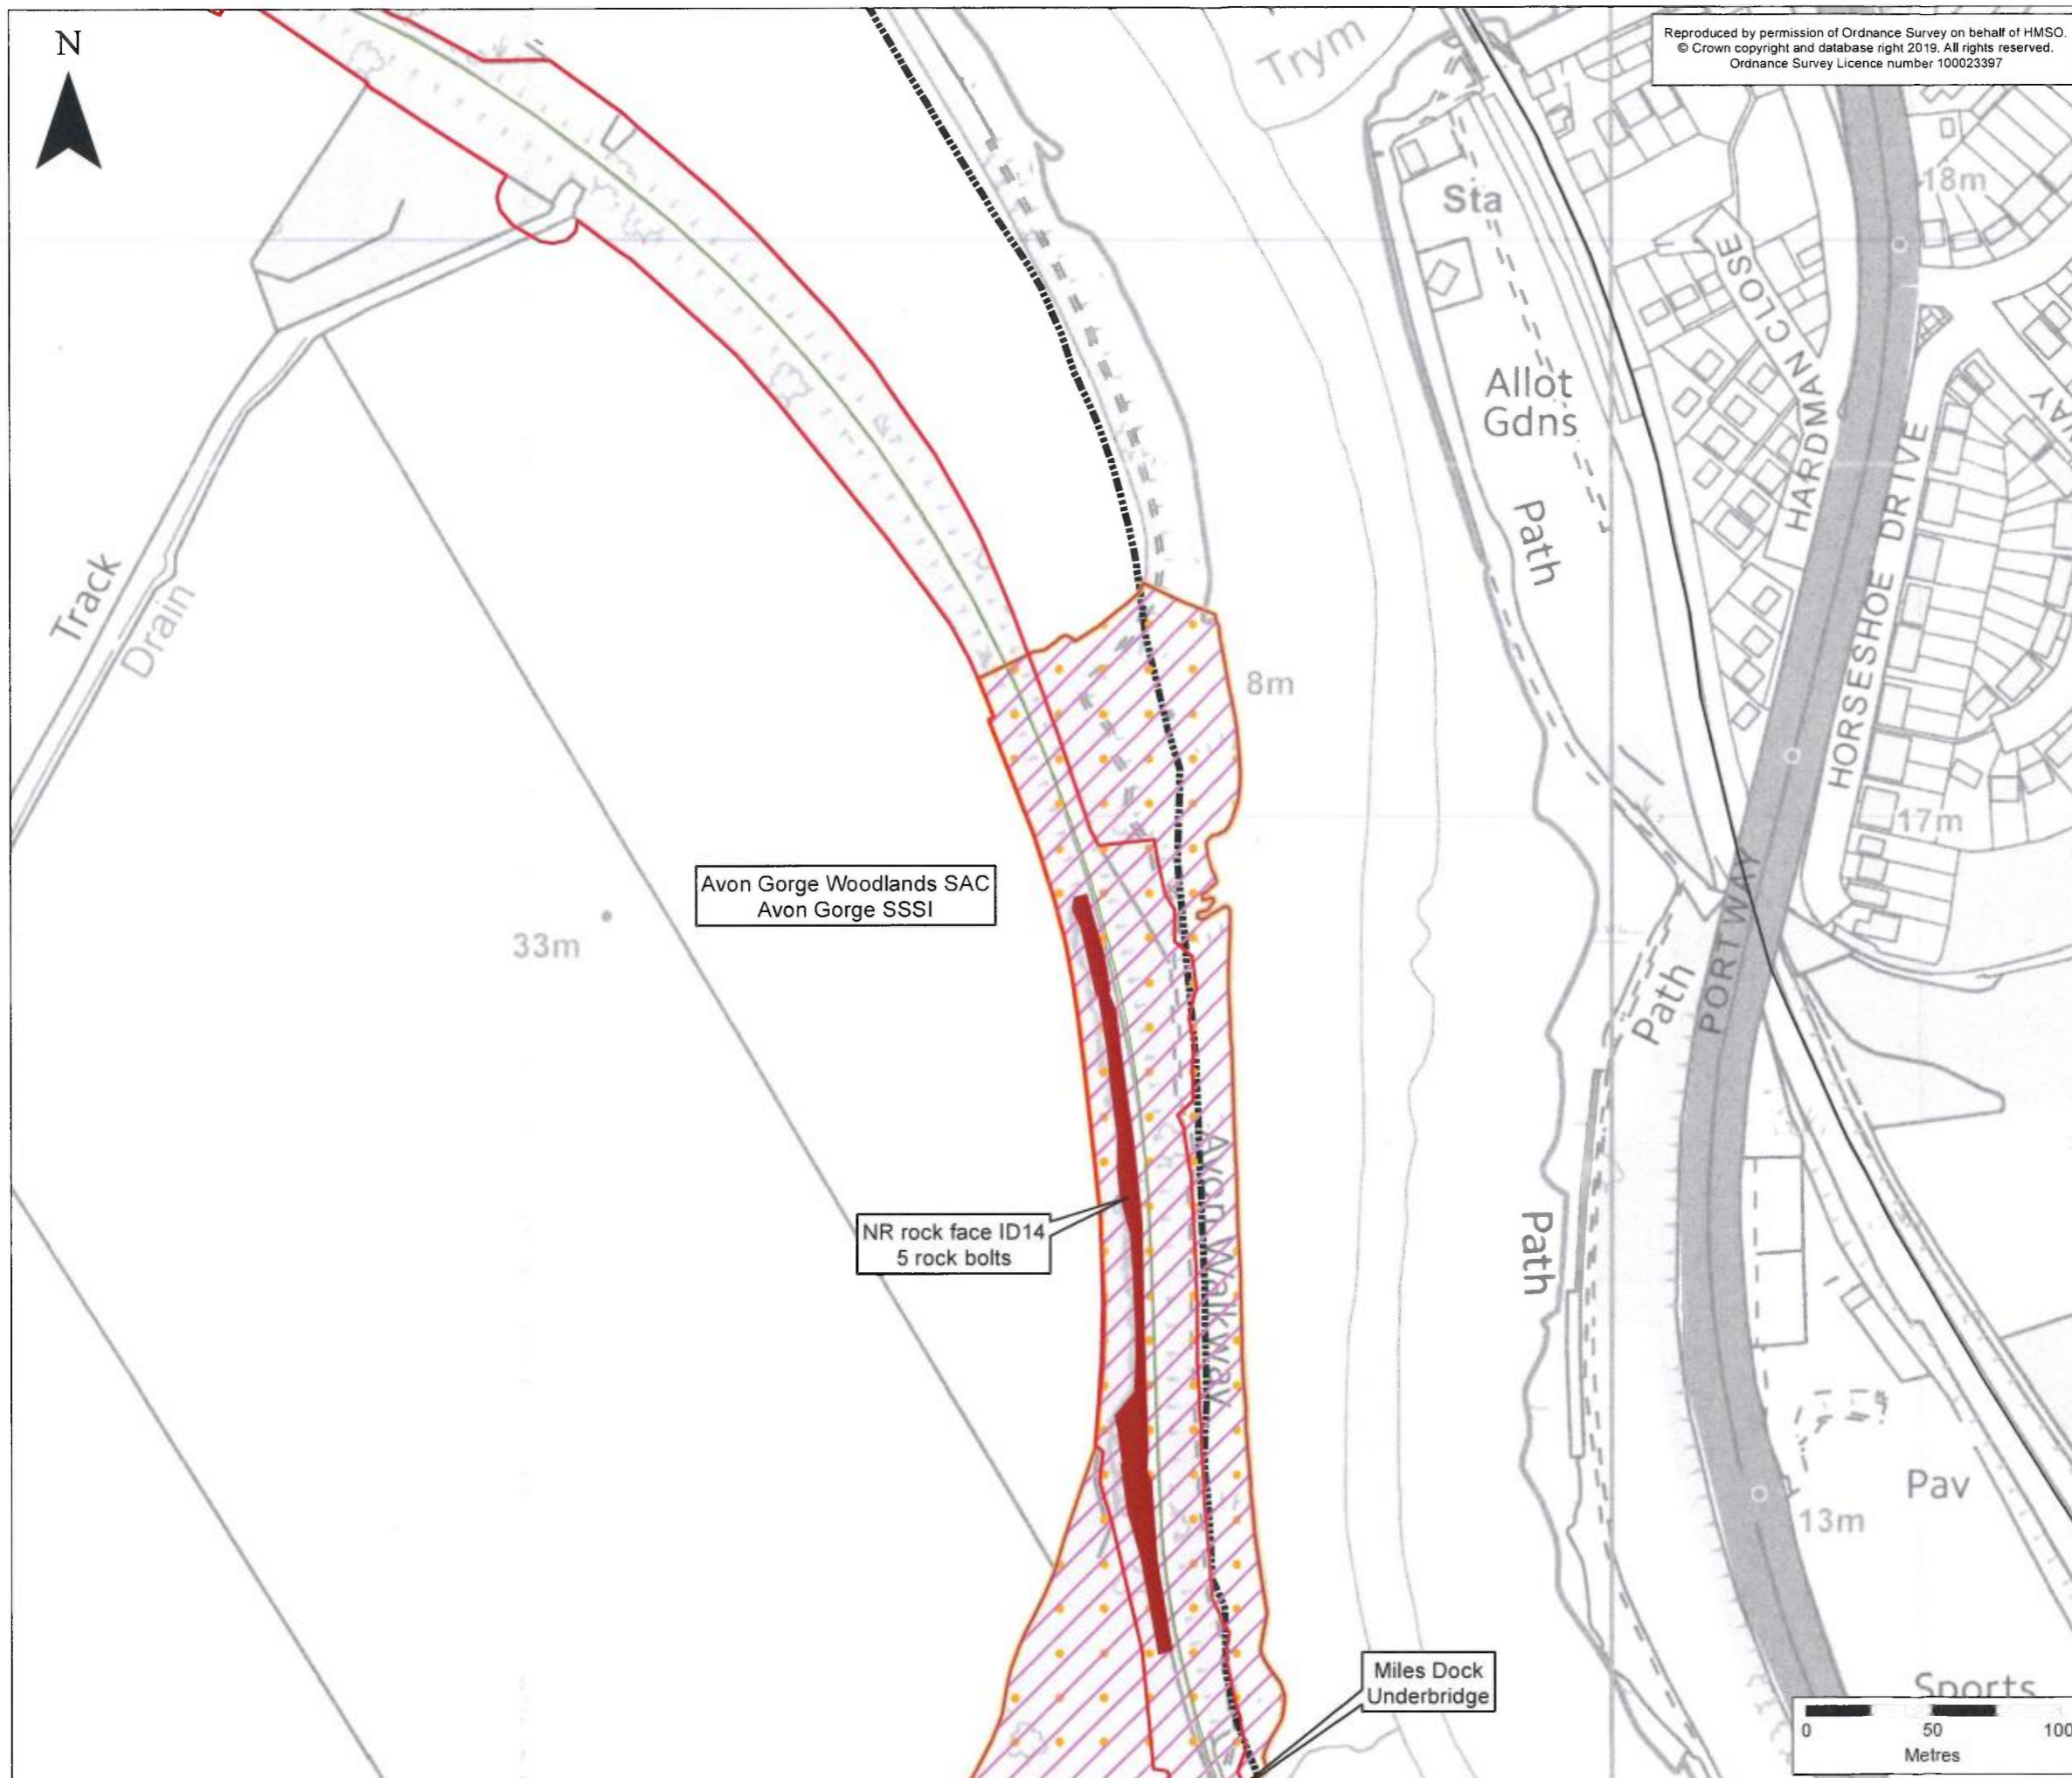 N
Reproduced by permission of Ordnance Survey on behalf of HMSO.
© Crown copyright and database right 2019. All rights reserved.
Ordnance Survey Licence number 100023397
Trym
18m
Sta
HARDMAN CLOSE
Allot
Gdns
HORSESHOE DRIVE
WAY
Path
Track
Drain
8m
17m
PORTWAY
Avon Gorge Woodlands SAC
Avon Gorge SSSI
33m
Path
Avon Walkway
NR rock face ID14
5 rock bolts
Path
Pav
13m
Miles Dock
Underbridge
Sports
0 50 100
Metres